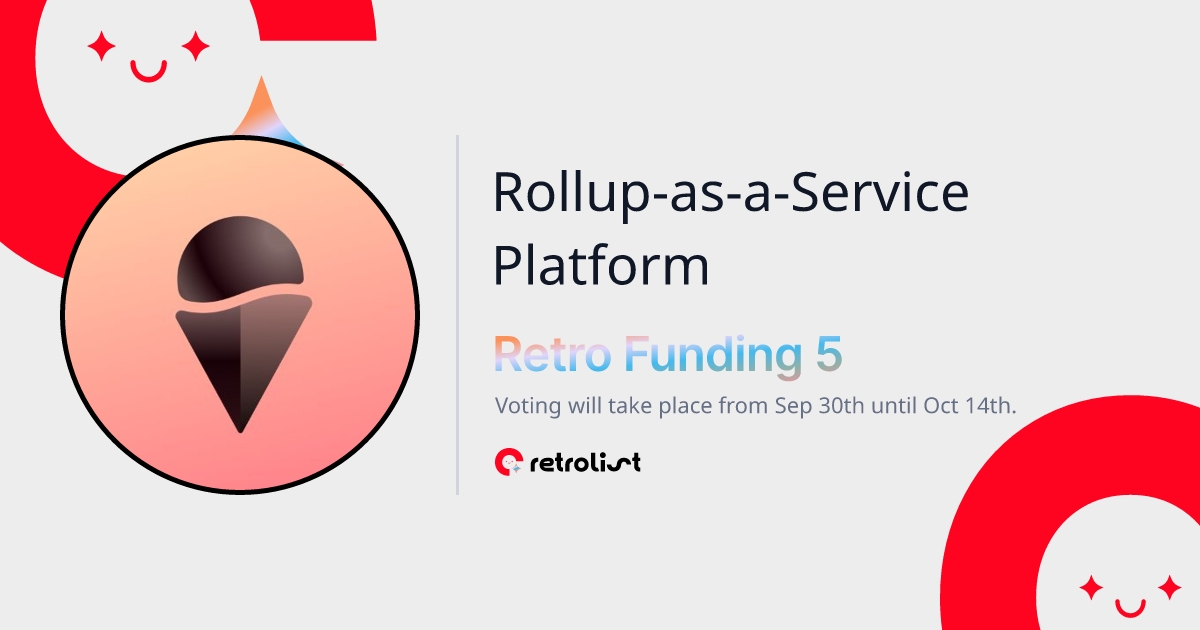 Rollup-as-a-Service
Platform
Retro Funding 5
Voting will take place from Sep 30th until Oct 14th.
retrolist